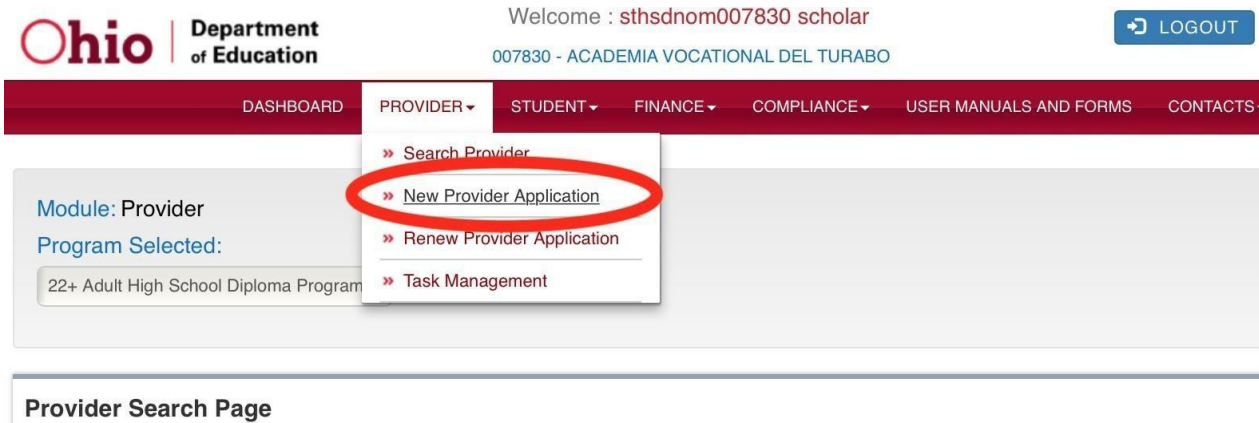 Ohio Department of Education
Welcome : sthsdnom007830 scholar
007830 - ACADEMIA VOCATIONAL DEL TURABO
LOGOUT
DASHBOARD PROVIDER STUDENT FINANCE COMPLIANCE USER MANUALS AND FORMS CONTACTS
» Search Provider
» New Provider Application
» Renew Provider Application
» Task Management
Module: Provider
Program Selected:
22+ Adult High School Diploma Program
Provider Search Page